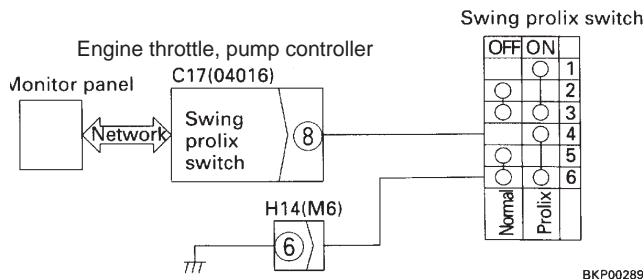 Swing prolix switch
Engine throttle, pump controller
OFF ON
C17(04016)
Monitor panel
1
2
Swing prolix switch
8
Network
3
4
5
6
H14(M6)
6
Normal
Prolix
BKP00289